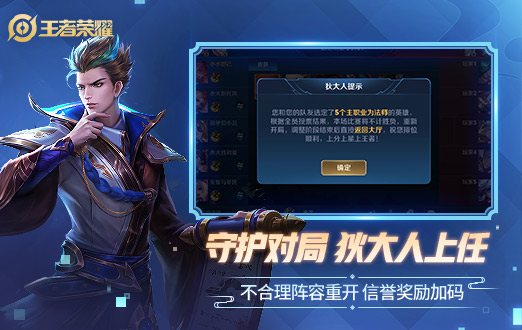 王者荣耀
狄大人提示
您和您的队友选定了5个主职业为法师的英雄,
根据全员投票结果,本场比赛将不计胜负,重新
开局,调整阶段结束后直接返回大厅,祝您排位
顺利,上分上星上王者!
确定
守护对局 狄大人上任
不合理阵容重开 信誉奖励加码